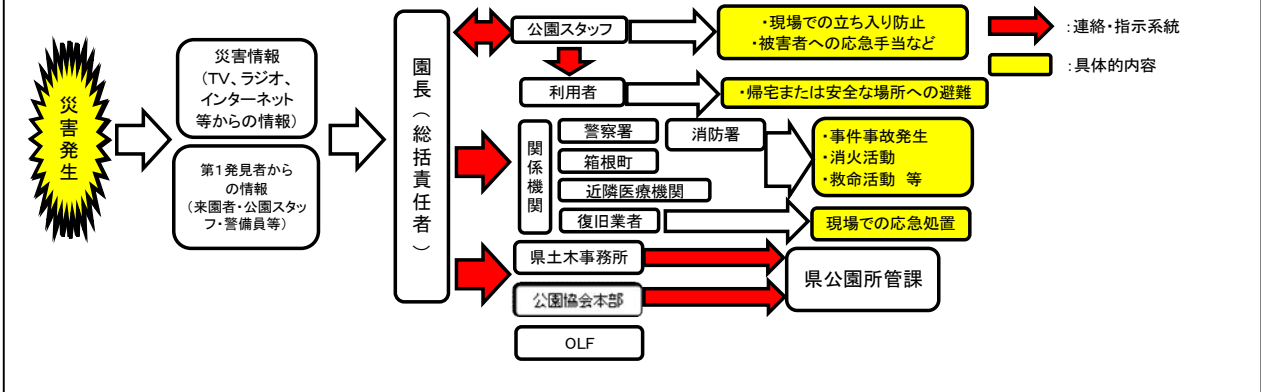 災害発生
災害情報
（TV、ラジオ、
インターネット
等からの情報）
第1発見者から
の情報
（来園者・公園スタッ
フ・警備員等）
園長（総括責任者）
公園スタッフ
・現場での立ち入り防止
・被害者への応急手当など
利用者
・帰宅または安全な場所への避難
関係機関
警察署
消防署
箱根町
近隣医療機関
復旧業者
・事件事故発生
・消火活動
・救命活動 等
現場での応急処置
県土木事務所
公園協会本部
OLF
県公園所管課
：連絡・指示系統
：具体的内容